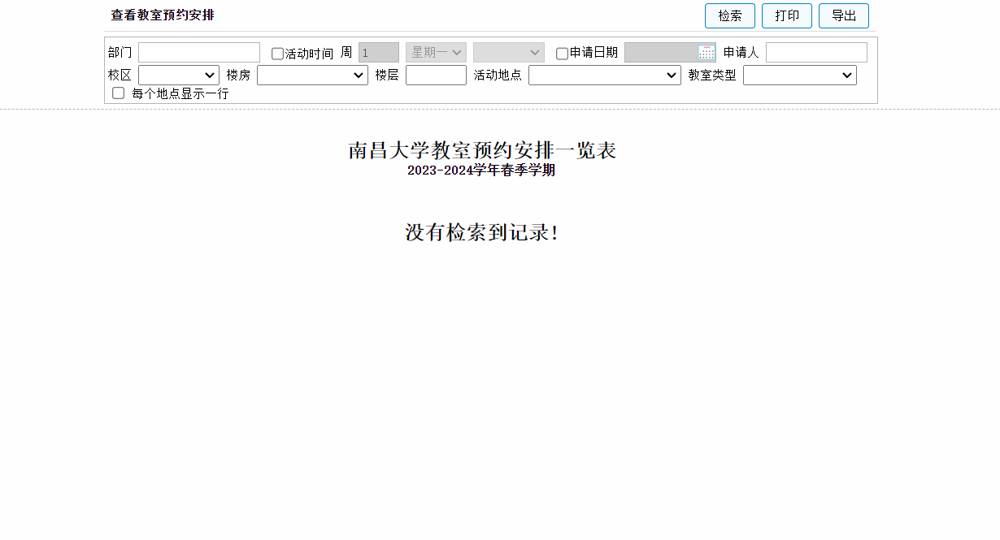 查看教室预约安排 检索 打印 导出
部门 活动时间 周 1 星期一 申请日期 申请人
校区 楼房 楼层 活动地点 教室类型
每个地点显示一行
南昌大学教室预约安排一览表
2023-2024学年春季学期
没有检索到记录！